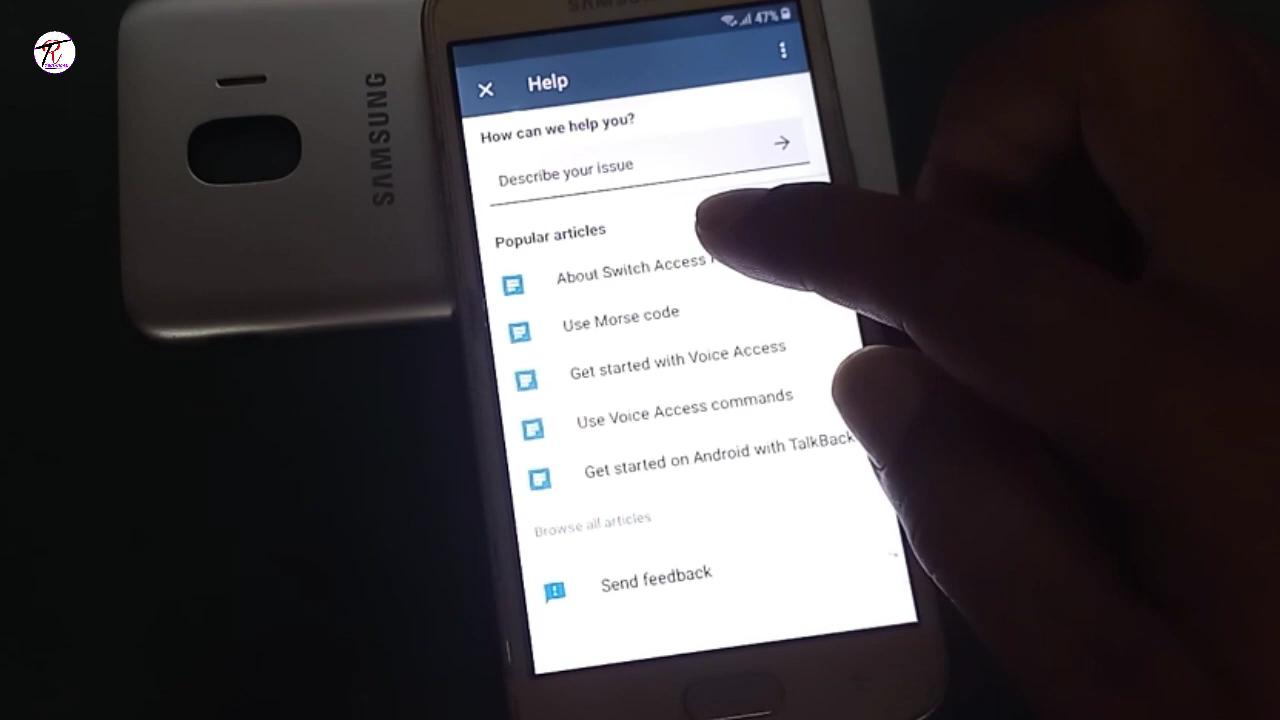 SAMSUNG
47%
Help
How can we help you?
Describe your issue
Popular articles
About Switch Access
Use Morse code
Get started with Voice Access
Use Voice Access commands
Get started on Android with TalkBack
Browse all articles
Send feedback
SAMSUNG